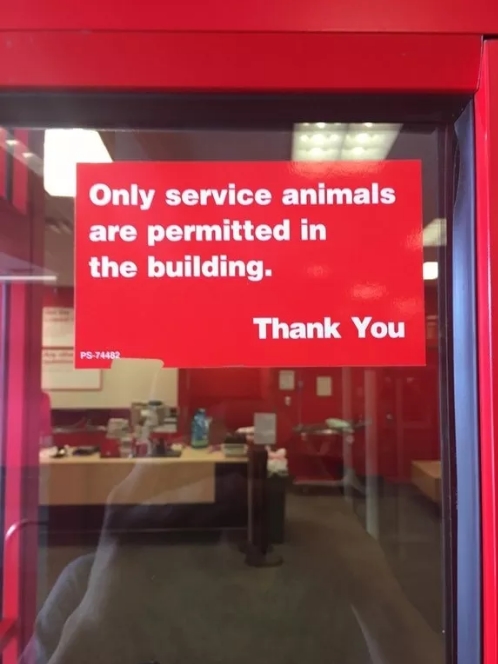 Only service animals
are permitted in
the building.
Thank You
PS-74482